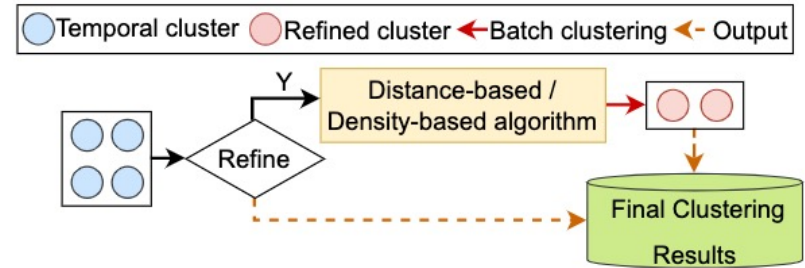 Temporal cluster Refined cluster Batch clustering Output
Y
Distance-based /
Density-based algorithm
Refine
Final Clustering
Results